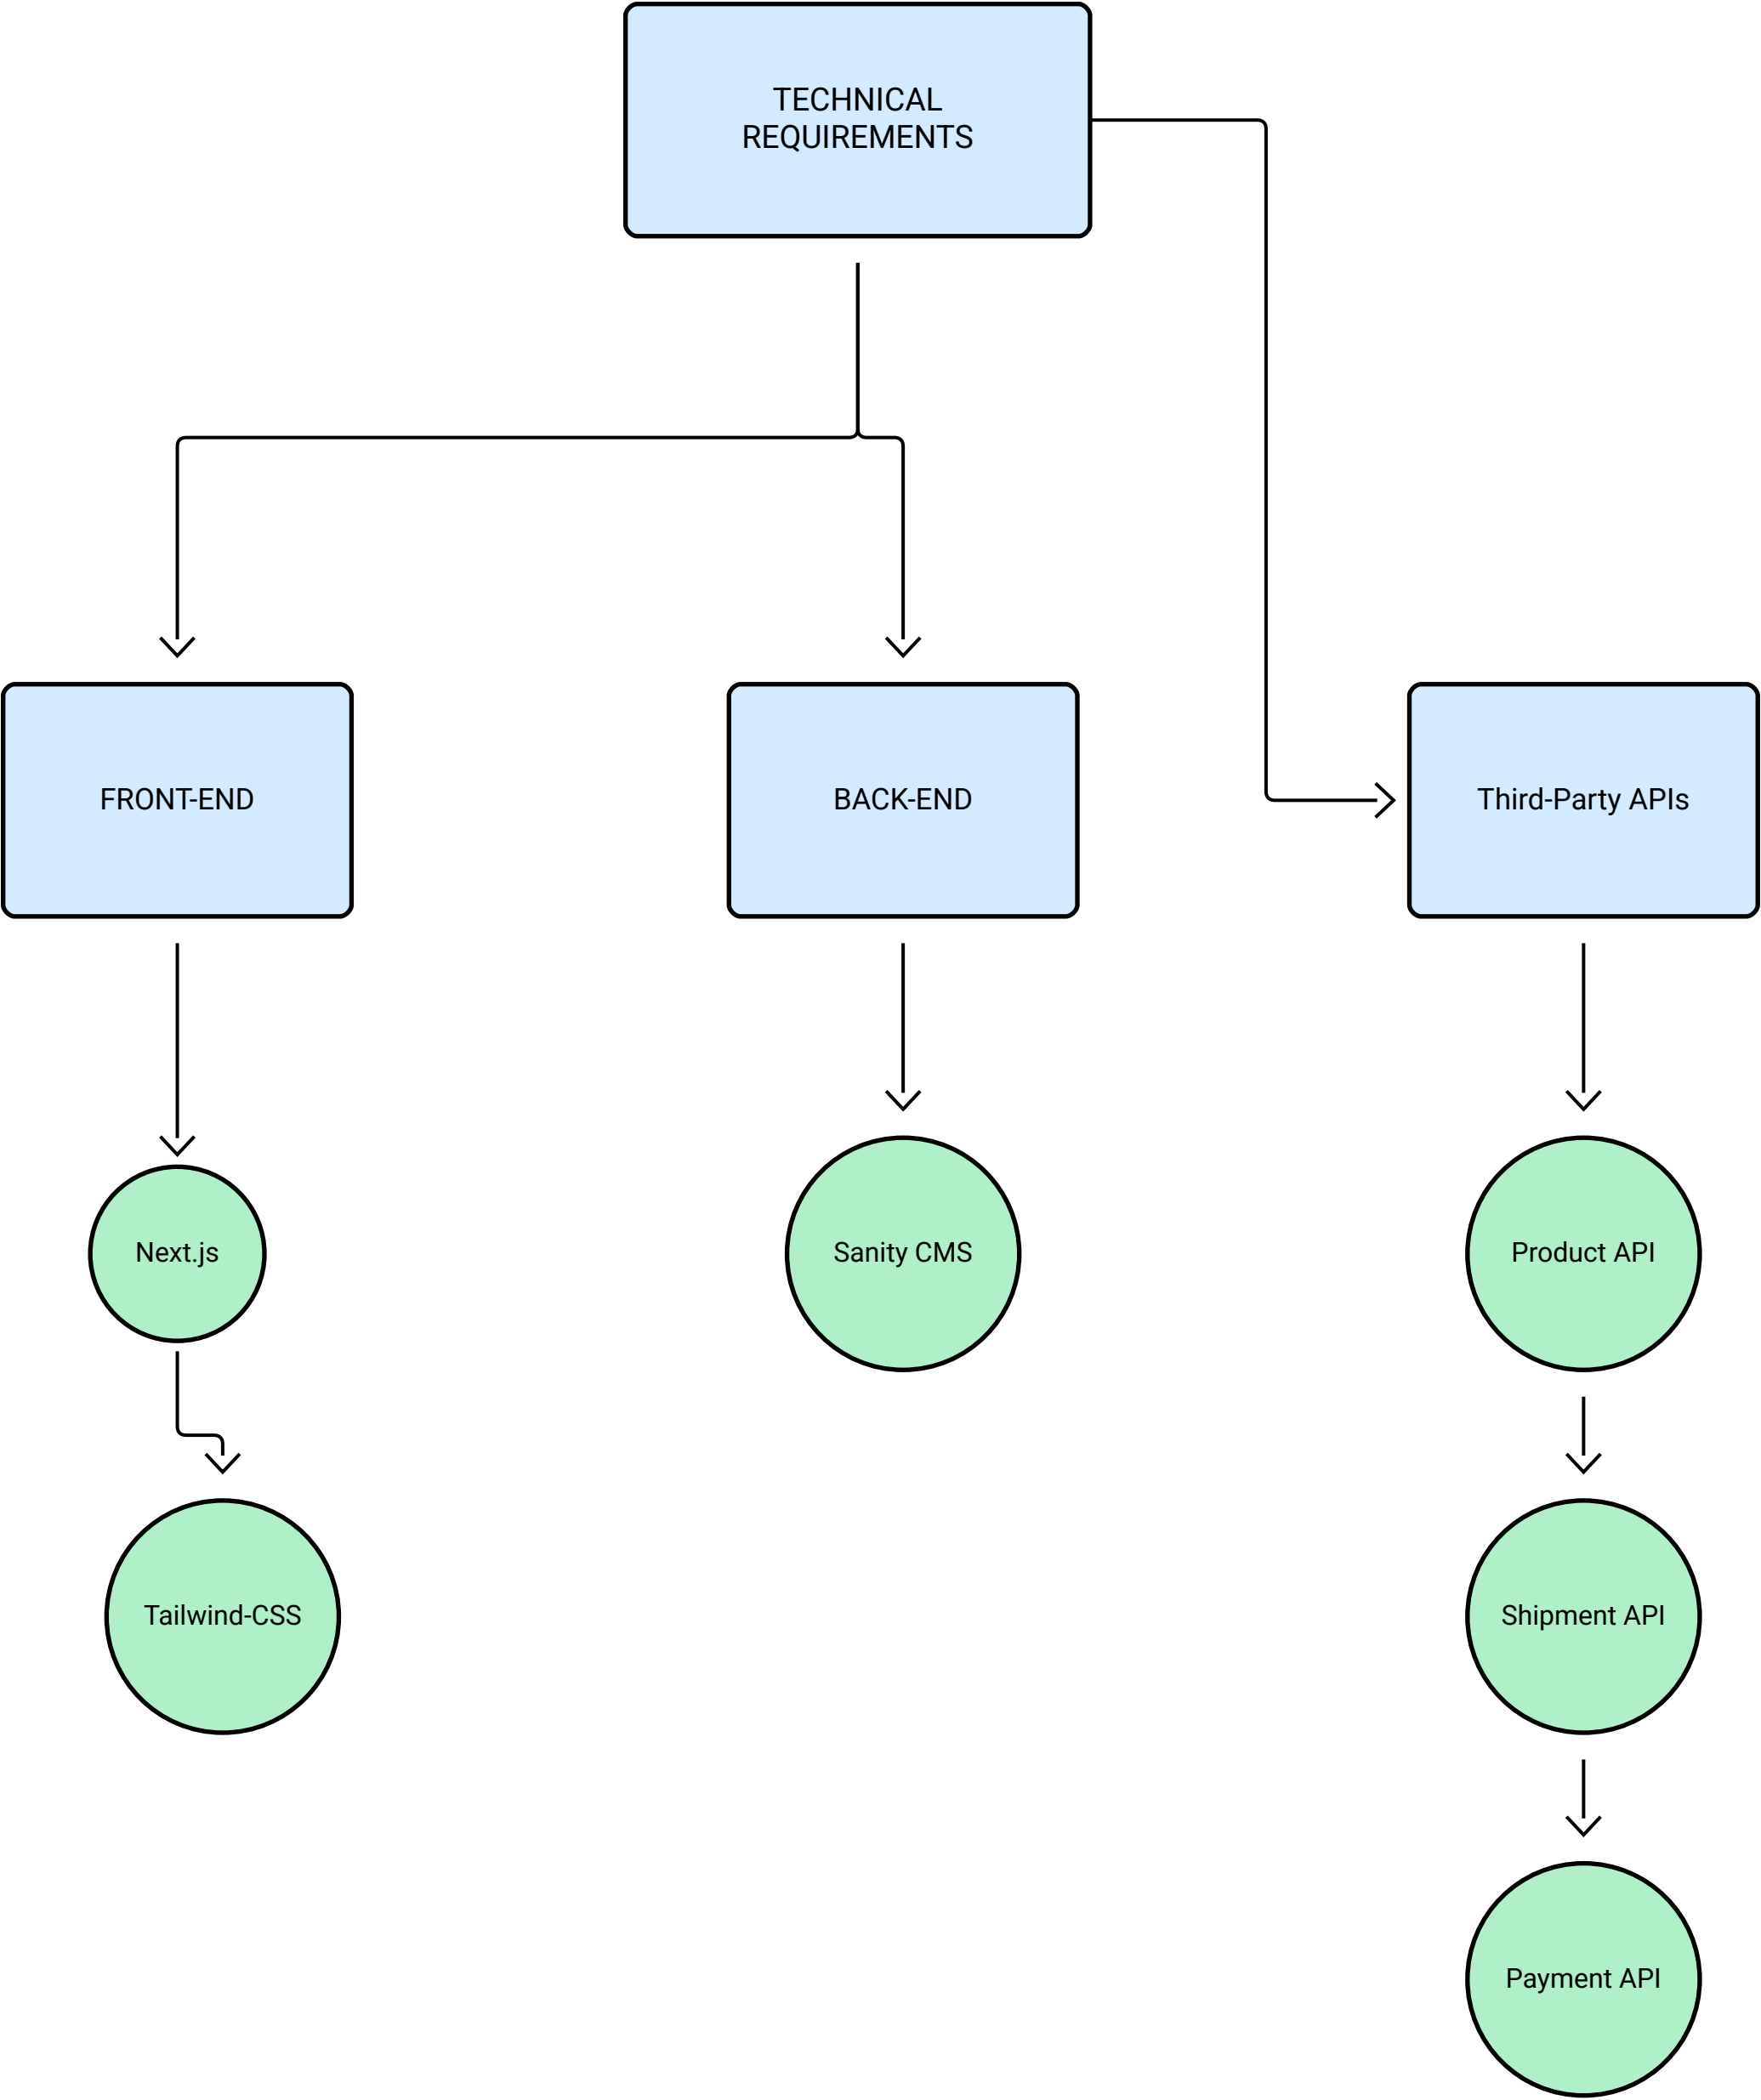 TECHNICAL
REQUIREMENTS
FRONT-END
BACK-END
Third-Party APIs
Next.js
Sanity CMS
Product API
Tailwind-CSS
Shipment API
Payment API